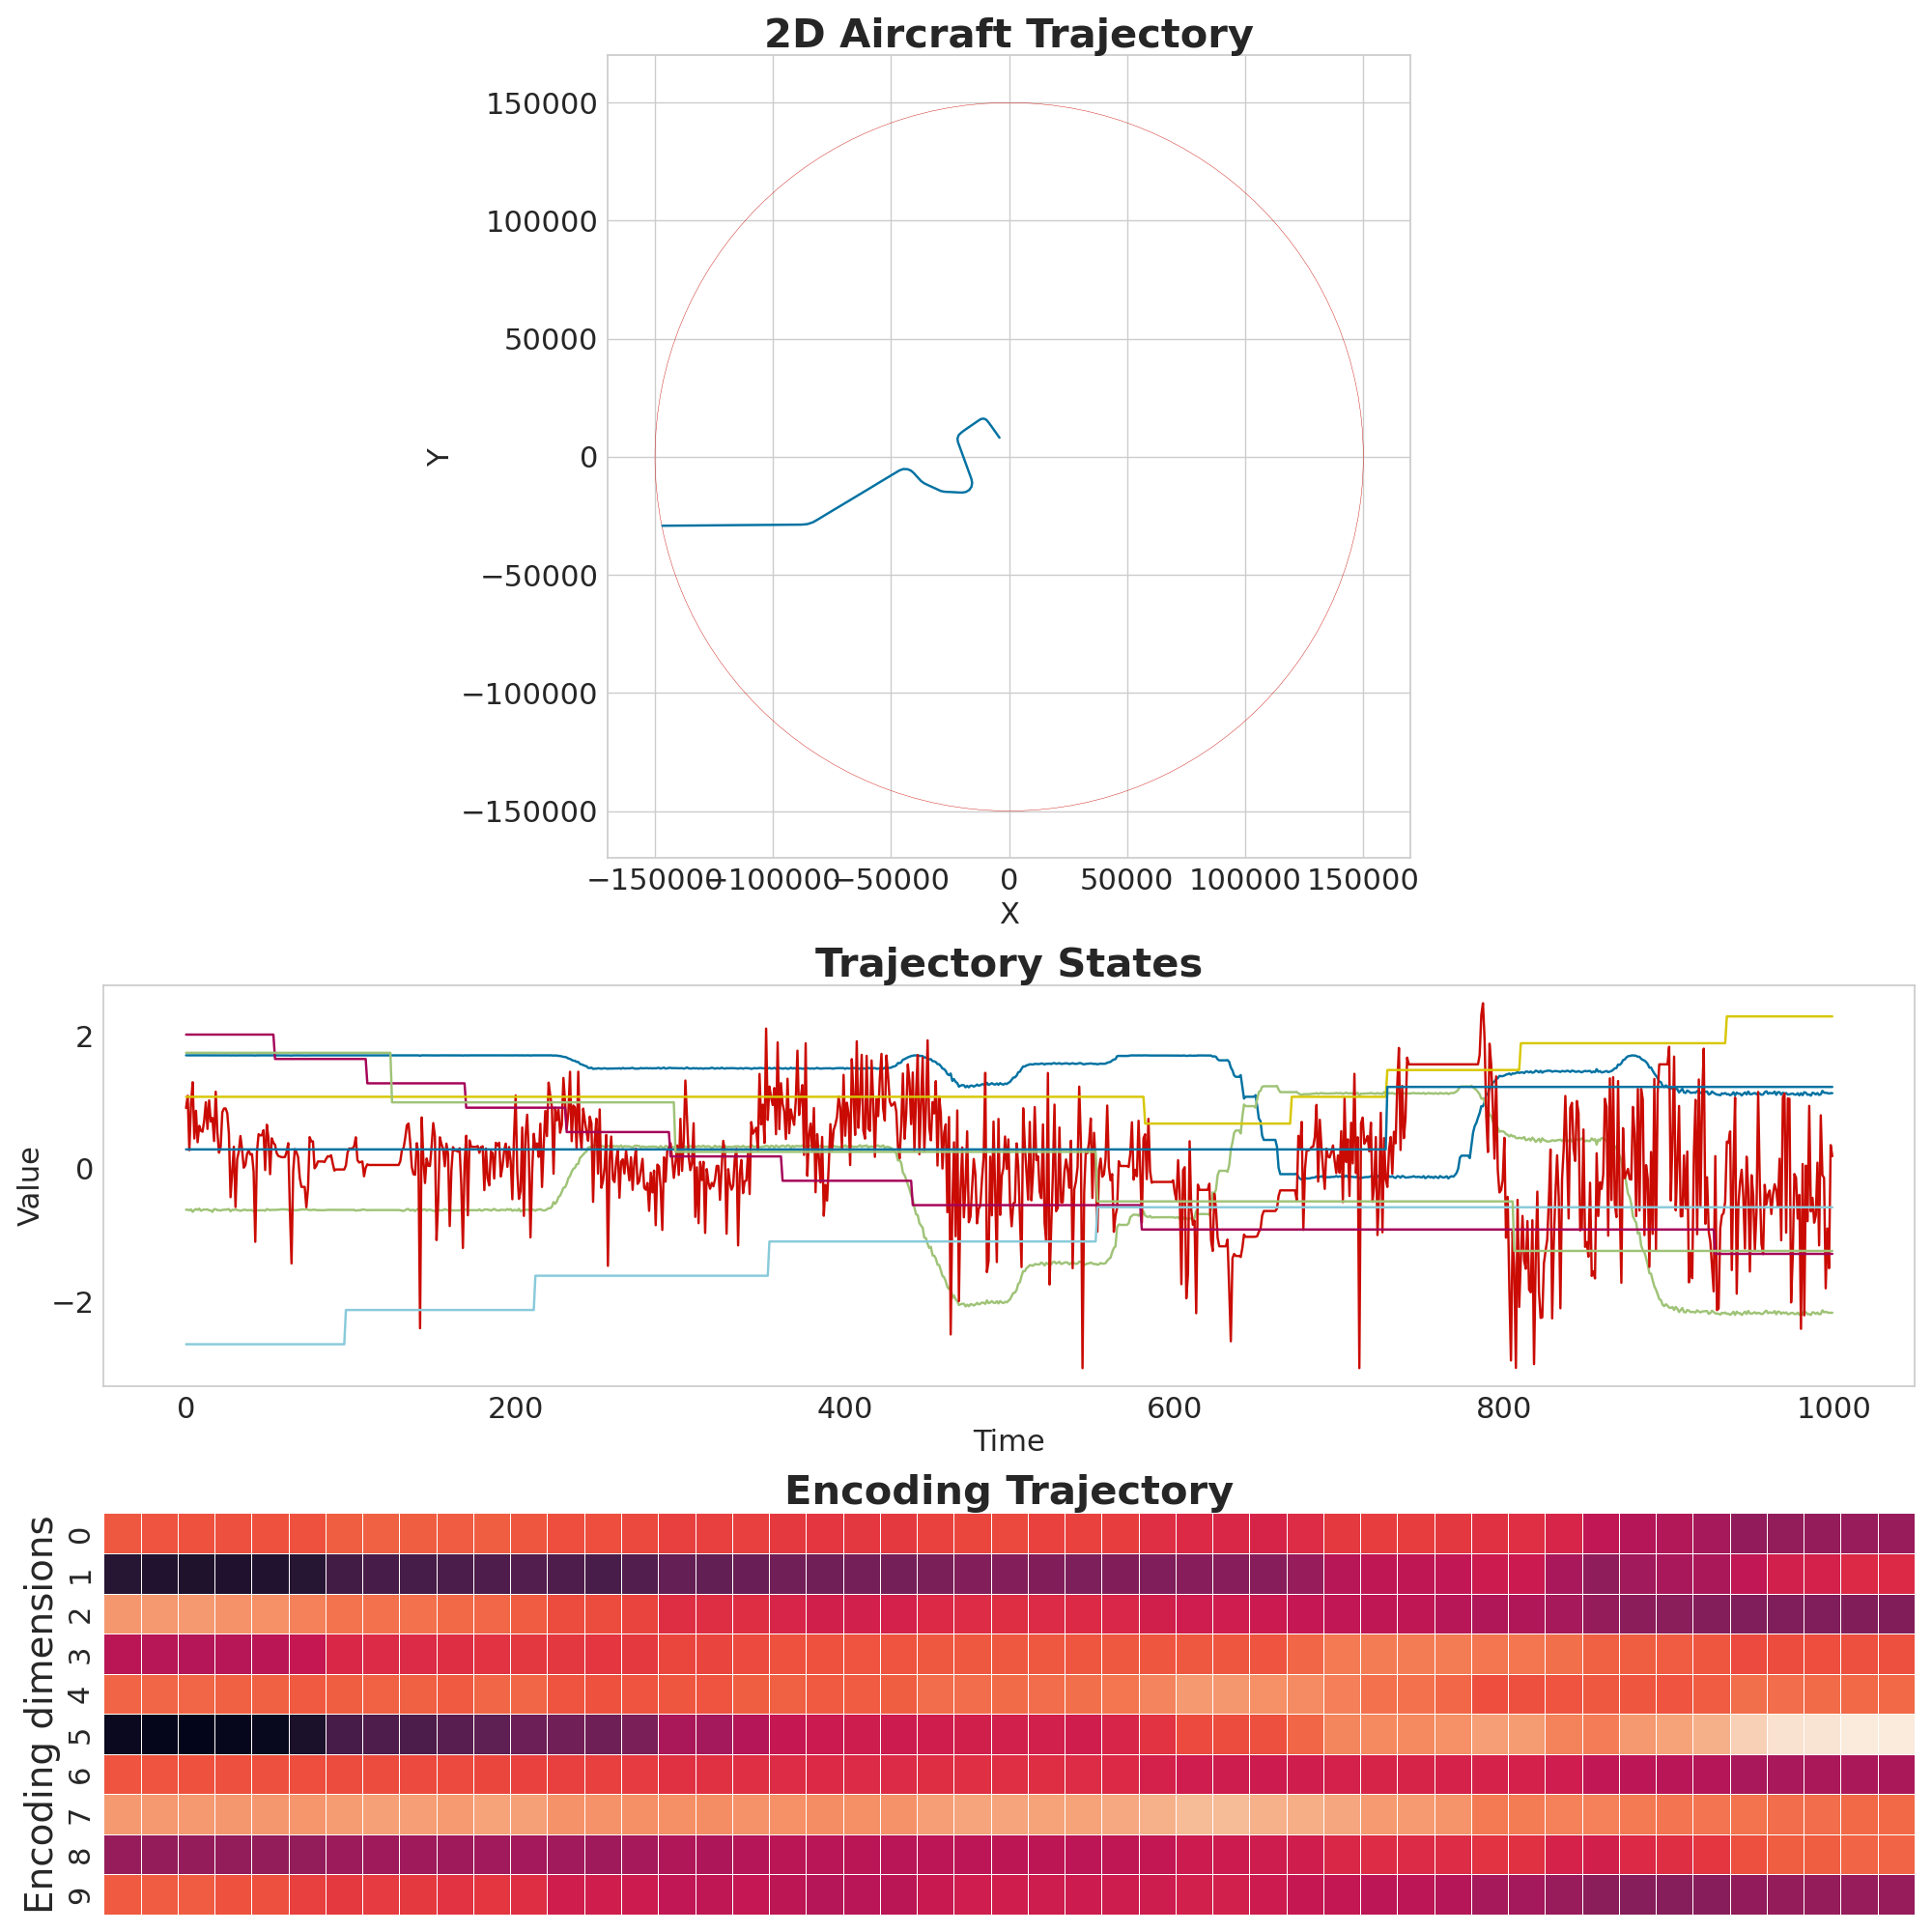 2D Aircraft Trajectory
150000
100000
50000
0
−50000
−100000
−150000
Y
−150000 −100000 −50000 0 50000 100000 150000
X
Trajectory States
2
0
−2
Value
0 200 400 600 800 1000
Time
Encoding Trajectory
0
1
2
3
4
5
6
7
8
9
Encoding dimensions